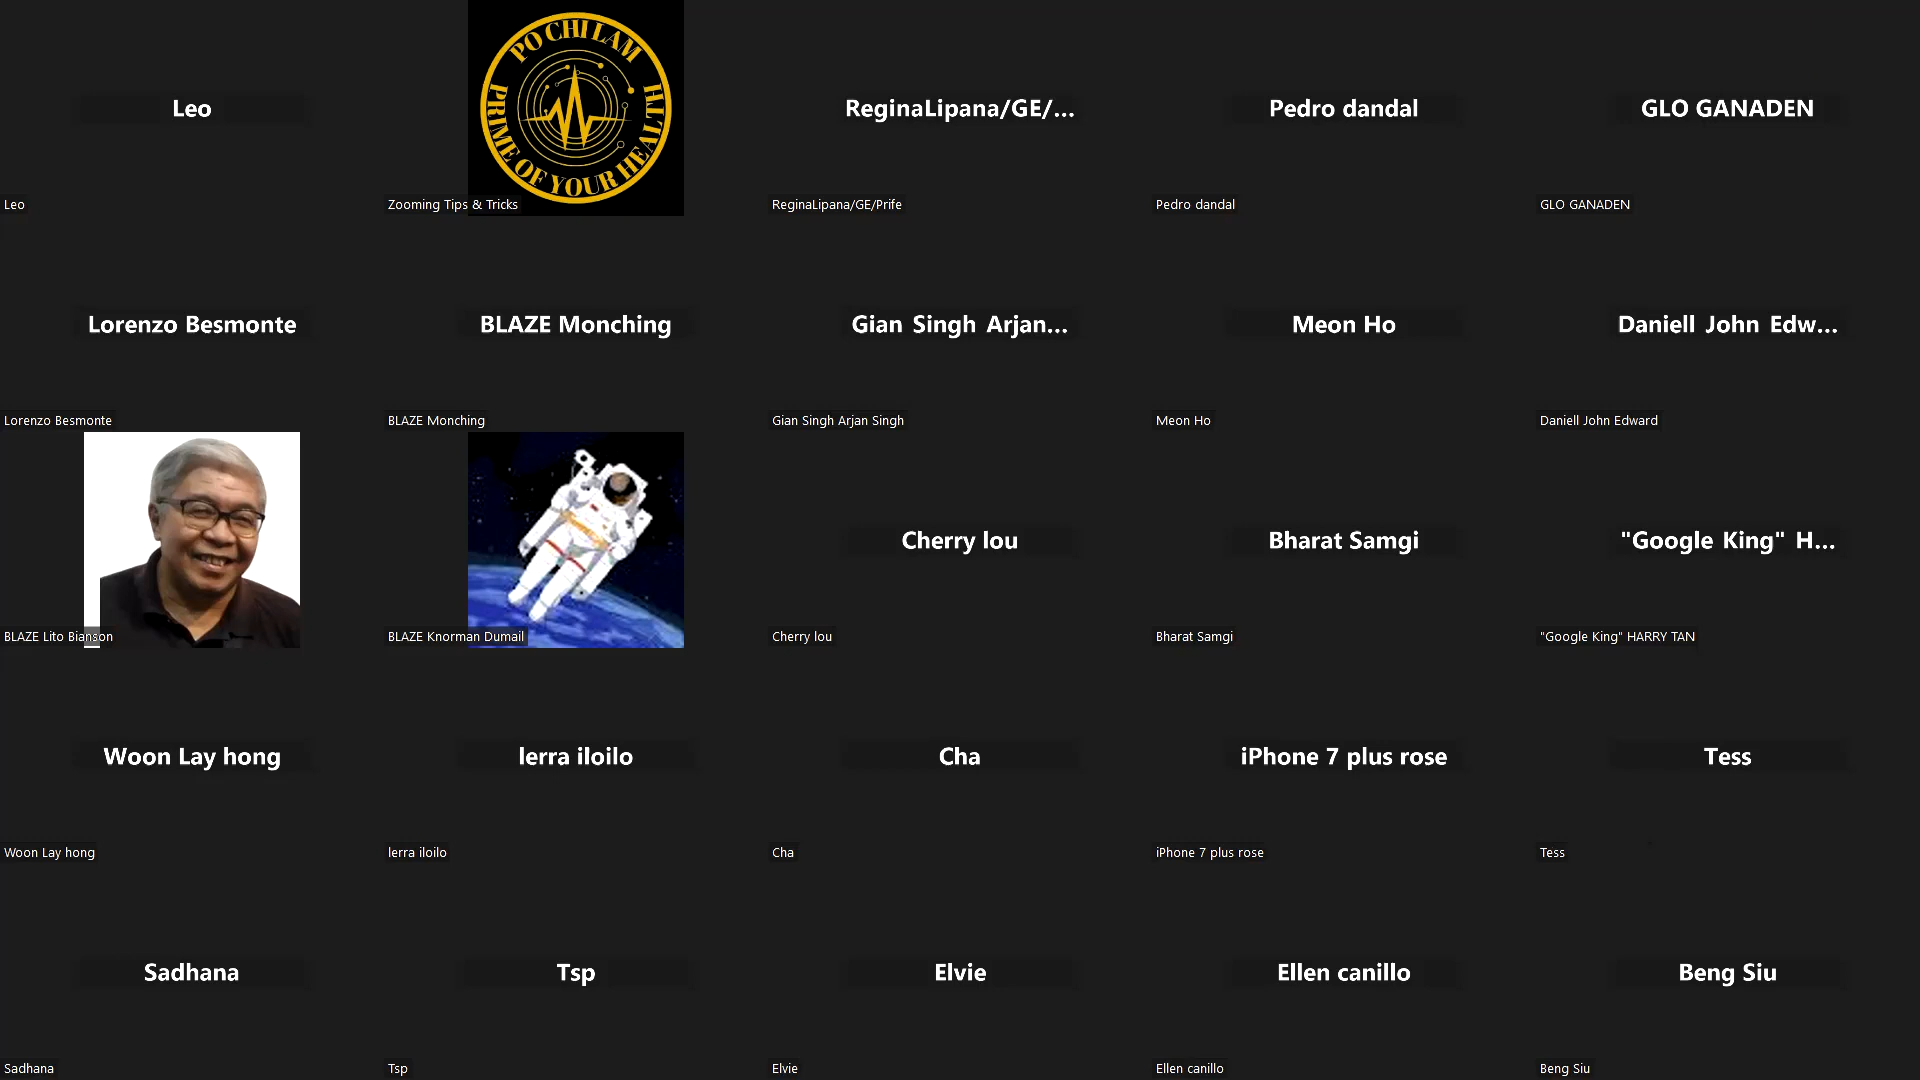 Leo
PO CHI LAM
PRIME OF YOUR HEALTH
ReginaLipana/GE/...
Pedro dandal
GLO GANADEN
Leo
Zooming Tips & Tricks
ReginaLipana/GE/Prife
Pedro dandal
GLO GANADEN
Lorenzo Besmonte
BLAZE Monching
Gian Singh Arjan...
Meon Ho
Daniell John Edw...
Lorenzo Besmonte
BLAZE Monching
Gian Singh Arjan Singh
Meon Ho
Daniell John Edward
Cherry lou
Bharat Samgi
"Google King" H...
BLAZE Lito Bianson
BLAZE Knorman Dumail
Cherry lou
Bharat Samgi
"Google King" HARRY TAN
Woon Lay hong
lerra iloilo
Cha
iPhone 7 plus rose
Tess
Woon Lay hong
lerra iloilo
Cha
iPhone 7 plus rose
Tess
Sadhana
Tsp
Elvie
Ellen canillo
Beng Siu
Sadhana
Tsp
Elvie
Ellen canillo
Beng Siu